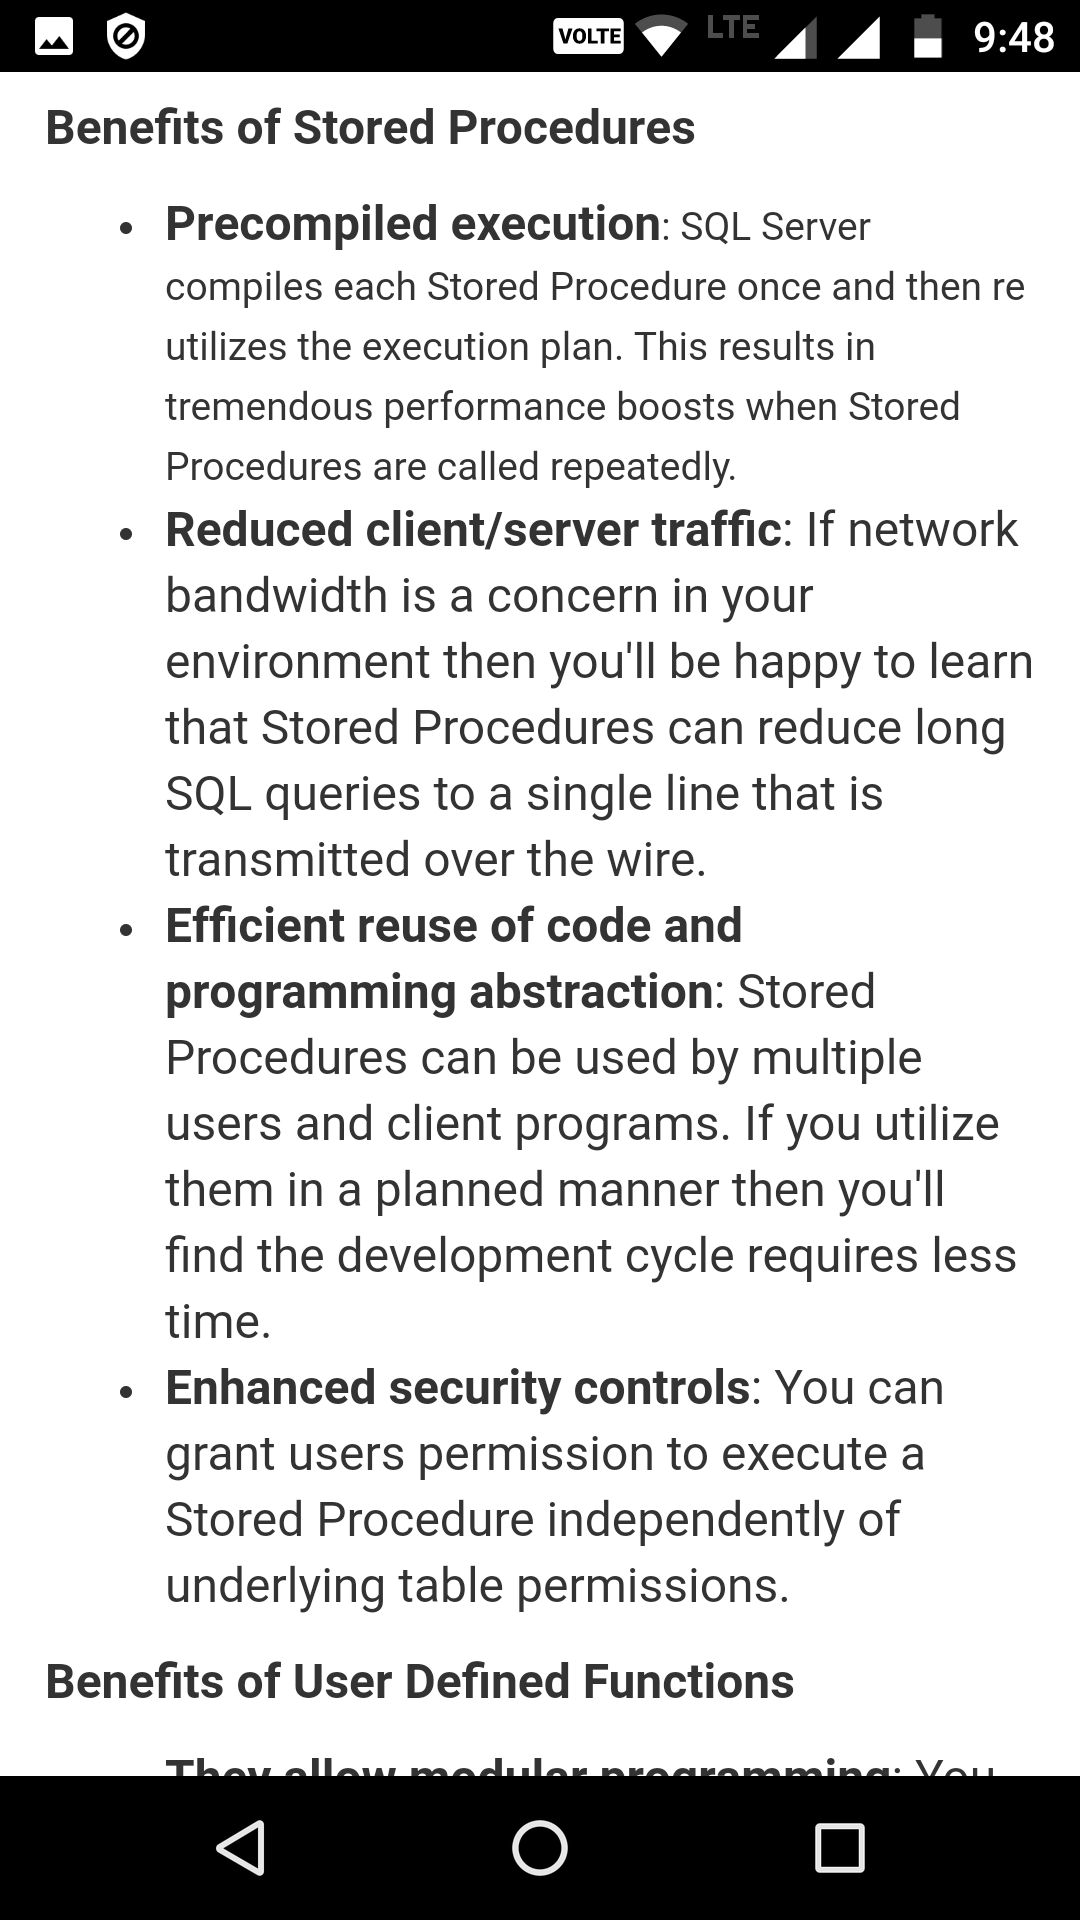 VOLTE LTE 9:48
Benefits of Stored Procedures
• Precompiled execution: SQL Server
compiles each Stored Procedure once and then re
utilizes the execution plan. This results in
tremendous performance boosts when Stored
Procedures are called repeatedly.
• Reduced client/server traffic: If network
bandwidth is a concern in your
environment then you'll be happy to learn
that Stored Procedures can reduce long
SQL queries to a single line that is
transmitted over the wire.
• Efficient reuse of code and
programming abstraction: Stored
Procedures can be used by multiple
users and client programs. If you utilize
them in a planned manner then you'll
find the development cycle requires less
time.
• Enhanced security controls: You can
grant users permission to execute a
Stored Procedure independently of
underlying table permissions.
Benefits of User Defined Functions
They allow modular programming: You